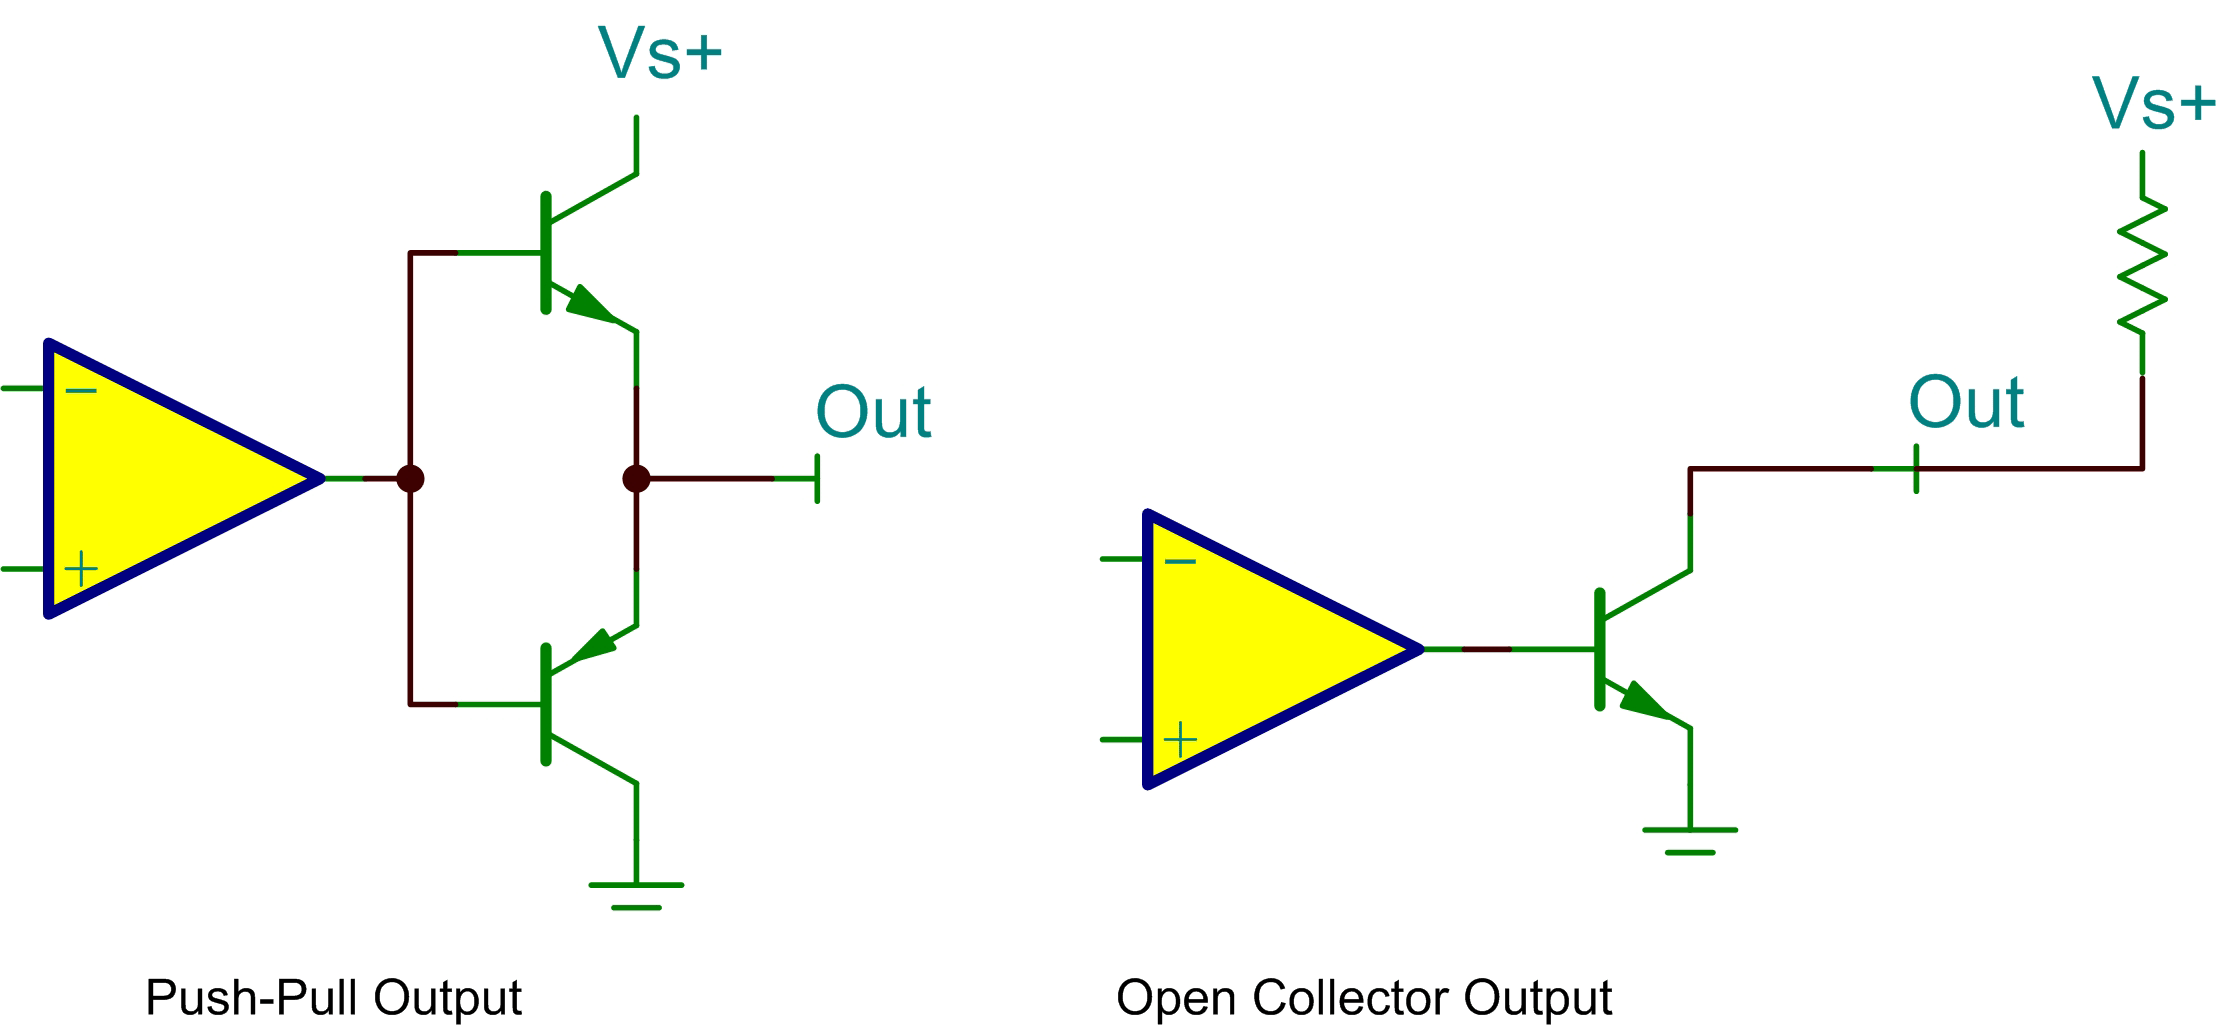 Vs+
Out
−
+
Push-Pull Output
Vs+
Out
−
+
Open Collector Output